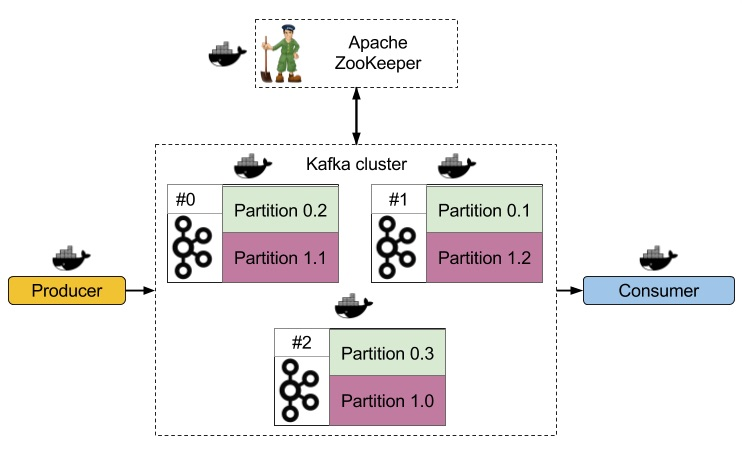 Apache
ZooKeeper
Kafka cluster
#0
Partition 0.2
Partition 1.1
#1
Partition 0.1
Partition 1.2
Producer
Consumer
#2
Partition 0.3
Partition 1.0